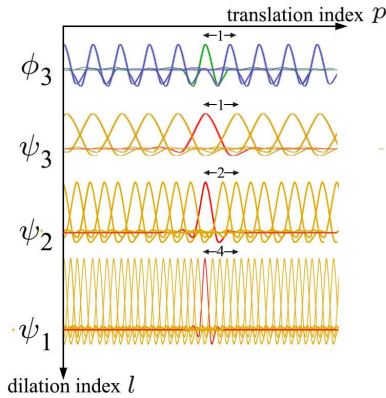 translation index p
1
ϕ3
1
ψ3
2
ψ2
4
ψ1
dilation index l